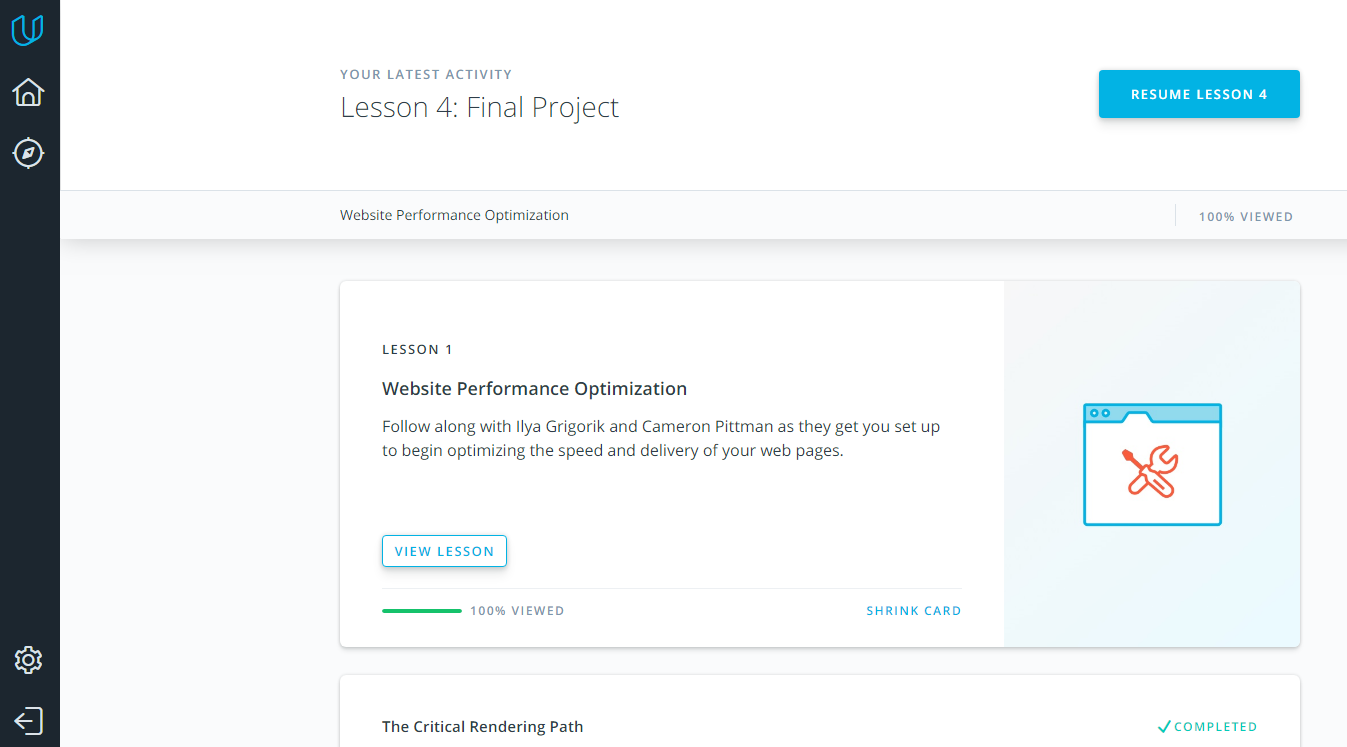 YOUR LATEST ACTIVITY
Lesson 4: Final Project
RESUME LESSON 4
Website Performance Optimization
100% VIEWED
LESSON 1
Website Performance Optimization
Follow along with Ilya Grigorik and Cameron Pittman as they get you set up
to begin optimizing the speed and delivery of your web pages.
VIEW LESSON
100% VIEWED
SHRINK CARD
The Critical Rendering Path
COMPLETED